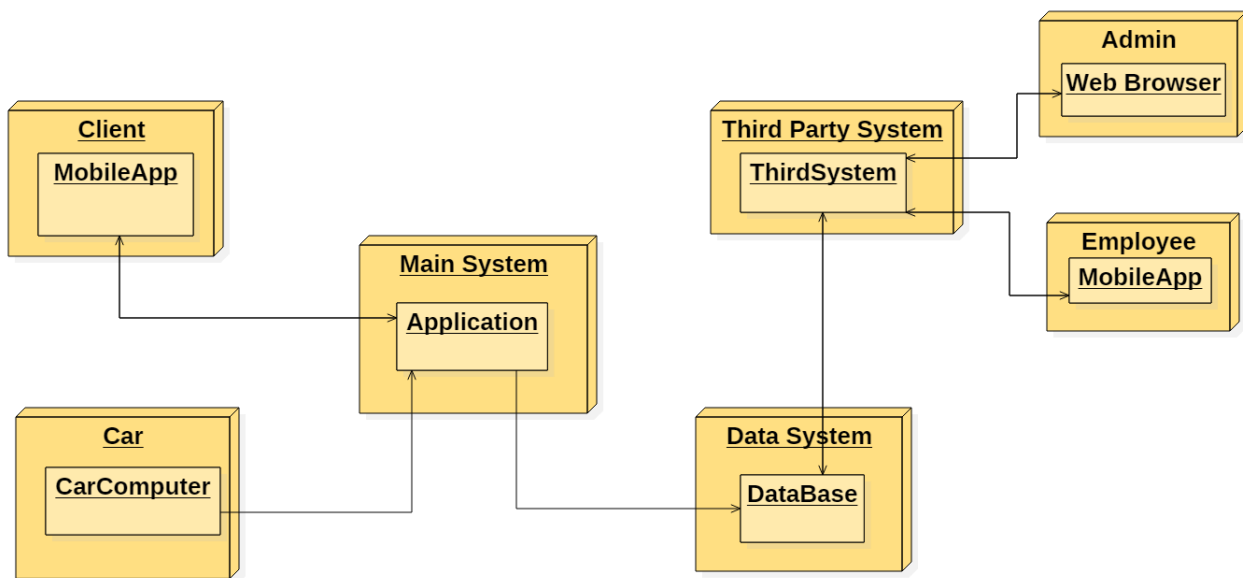 Admin
Web Browser
Client
MobileApp
Third Party System
ThirdSystem
Employee
MobileApp
Main System
Application
Car
CarComputer
Data System
DataBase